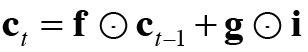 c_t = f ⊙ c_{t-1} + g ⊙ i